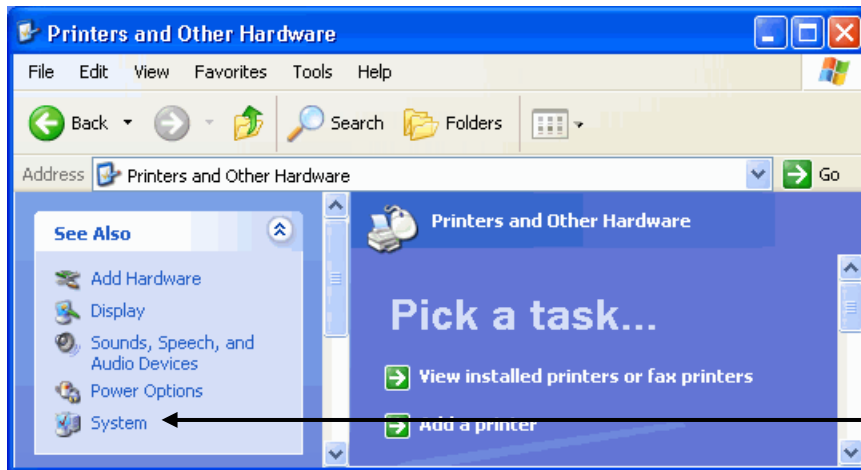 Printers and Other Hardware
File Edit View Favorites Tools Help
Back Search Folders
Address Printers and Other Hardware Go
See Also
Add Hardware
Display
Sounds, Speech, and
Audio Devices
Power Options
System
Printers and Other Hardware
Pick a task...
View installed printers or fax printers
Add a printer